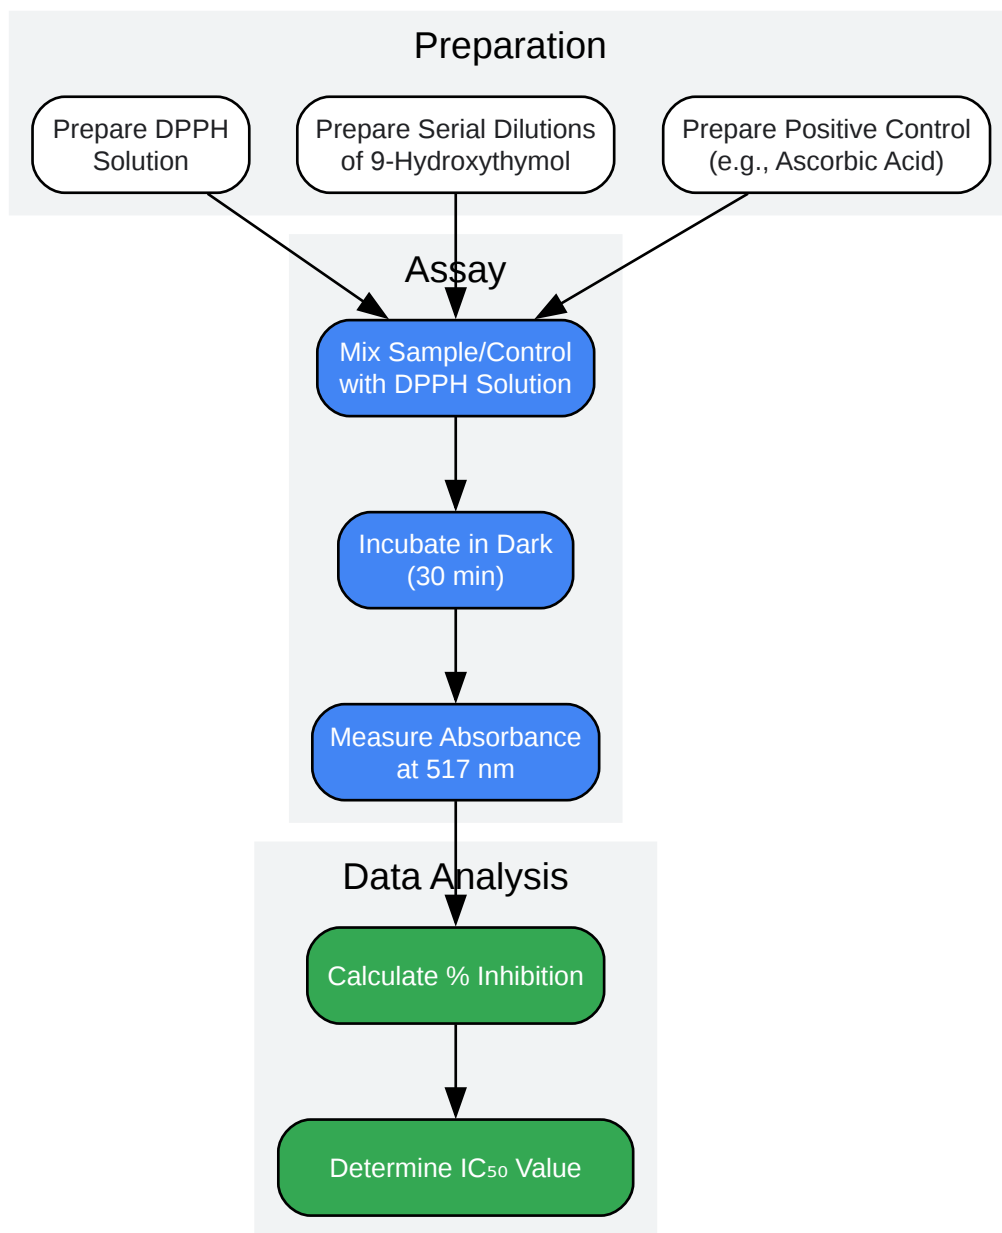 Preparation
Prepare DPPH
Solution
Prepare Serial Dilutions
of 9-Hydroxythymol
Prepare Positive Control
(e.g., Ascorbic Acid)
Assay
Mix Sample/Control
with DPPH Solution
Incubate in Dark
(30 min)
Measure Absorbance
at 517 nm
Data Analysis
Calculate % Inhibition
Determine IC₅₀ Value